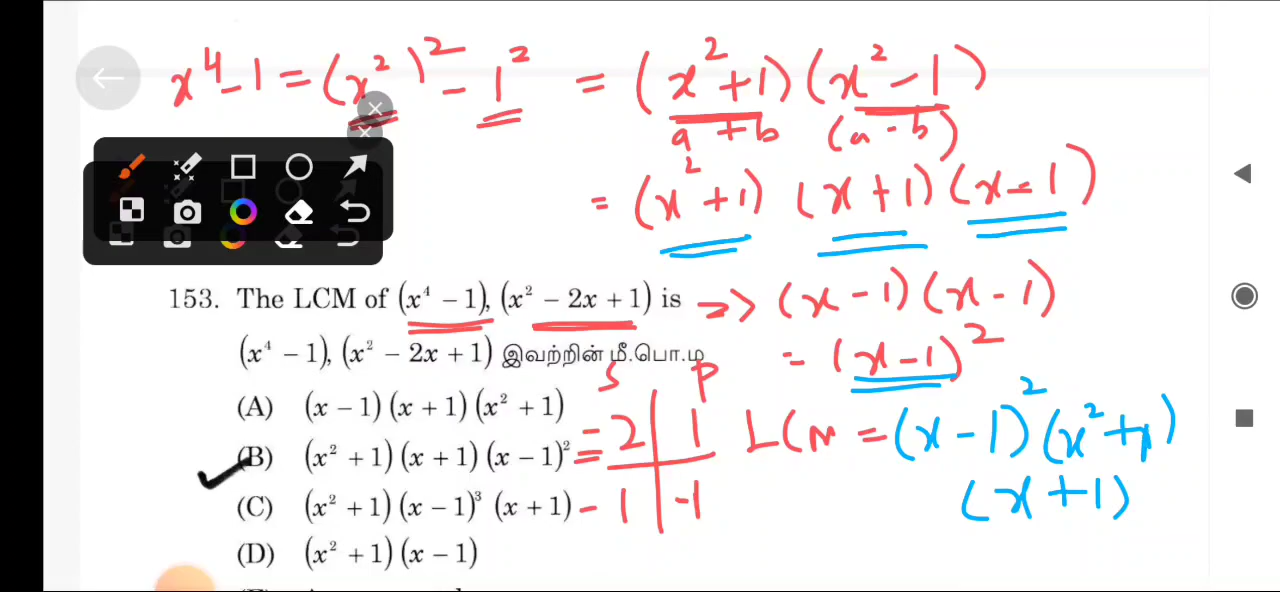 x⁴-1 = (x²)² - 1² = (x²+1)(x²-1)
a+b (a-b)
= (x²+1) (x+1)(x-1)
153. The LCM of (x⁴ − 1), (x² − 2x + 1) is => (x-1)(x-1)
(x⁴ − 1), (x² − 2x + 1) இவற்றின் மீ.பொ.ம = (x-1)²
S P
(A) (x − 1) (x + 1) (x² + 1)
= 2 | 1 LCM = (x-1)² (x²+1)
(B) (x² + 1) (x + 1) (x − 1)²
(x+1)
(C) (x² + 1) (x − 1)³ (x + 1) - 1 | -1
(D) (x² + 1) (x − 1)